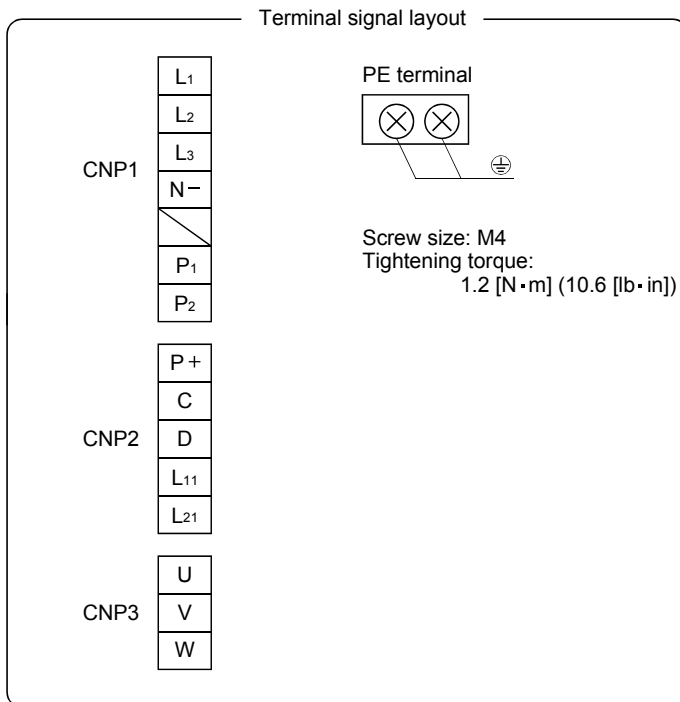 Terminal signal layout
CNP1
L1
L2
L3
N−
P1
P2
CNP2
P+
C
D
L11
L21
CNP3
U
V
W
PE terminal
Screw size: M4
Tightening torque:
1.2 [N・m] (10.6 [lb・in])